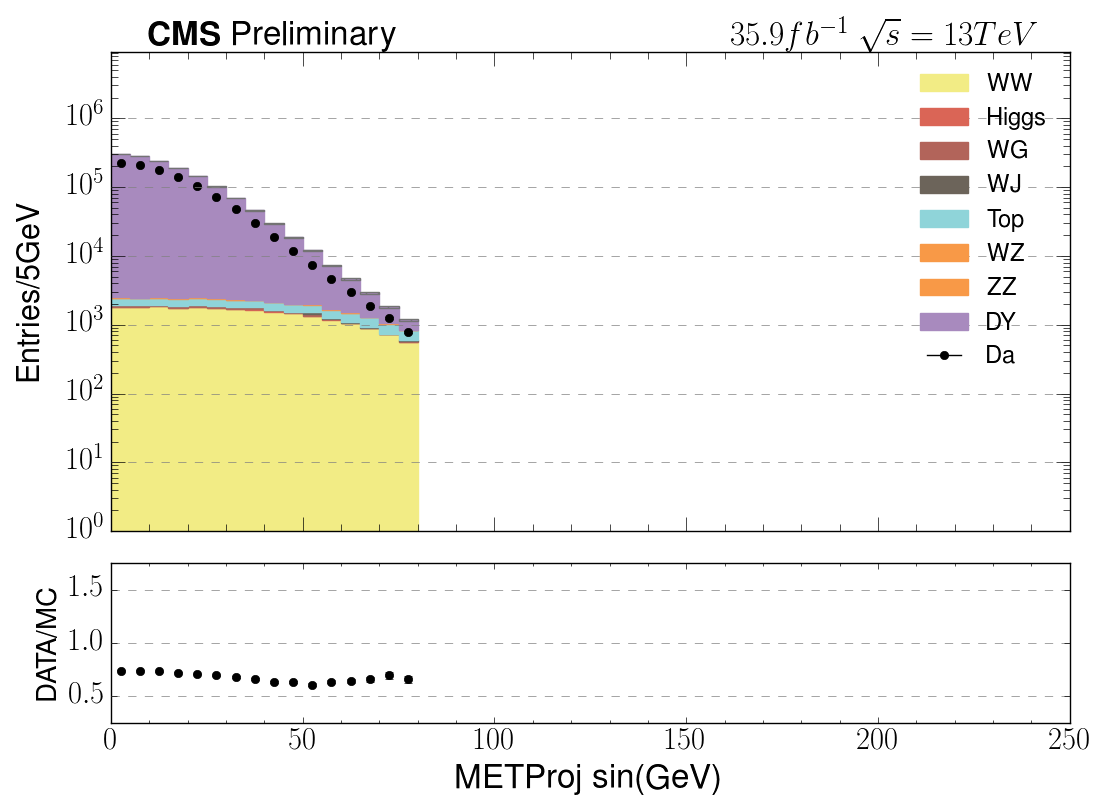 CMS Preliminary
35.9fb⁻¹ √s = 13TeV
Entries/5GeV
10⁶
10⁵
10⁴
10³
10²
10¹
10⁰
WW
Higgs
WG
WJ
Top
WZ
ZZ
DY
Da
DATA/MC
1.5
1.0
0.5
0 50 100 150 200 250
METProj sin(GeV)